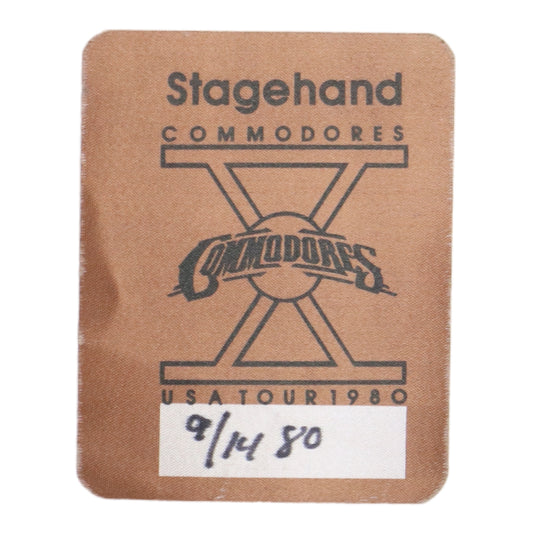 Stagehand
COMMODORES
COMMODORES
USA TOUR 1980
9/14 80